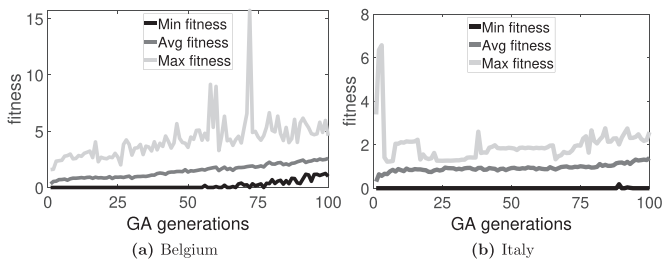 15
10
5
0
fitness
Min fitness
Avg fitness
Max fitness
0 25 50 75 100
GA generations
(a) Belgium
8
6
4
2
0
fitness
Min fitness
Avg fitness
Max fitness
0 25 50 75 100
GA generations
(b) Italy